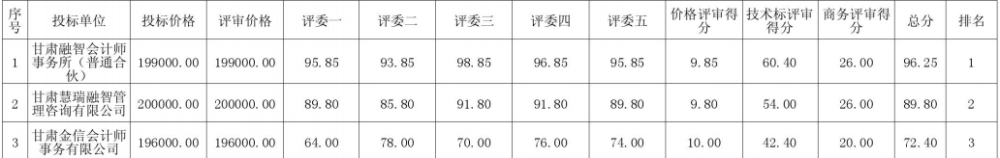 序号 投标单位 投标价格 评审价格 评委一 评委二 评委三 评委四 评委五 价格评审得分 技术标评审得分 商务评审得分 总分 排名
1 甘肃融智会计师事务所（普通合伙） 199000.00 199000.00 95.85 93.85 98.85 96.85 95.85 9.85 60.40 26.00 96.25 1
2 甘肃慧瑞融智管理咨询有限公司 200000.00 200000.00 89.80 85.80 91.80 91.80 89.80 9.80 54.00 26.00 89.80 2
3 甘肃金信会计师事务有限公司 196000.00 196000.00 64.00 78.00 70.00 76.00 74.00 10.00 42.40 20.00 72.40 3